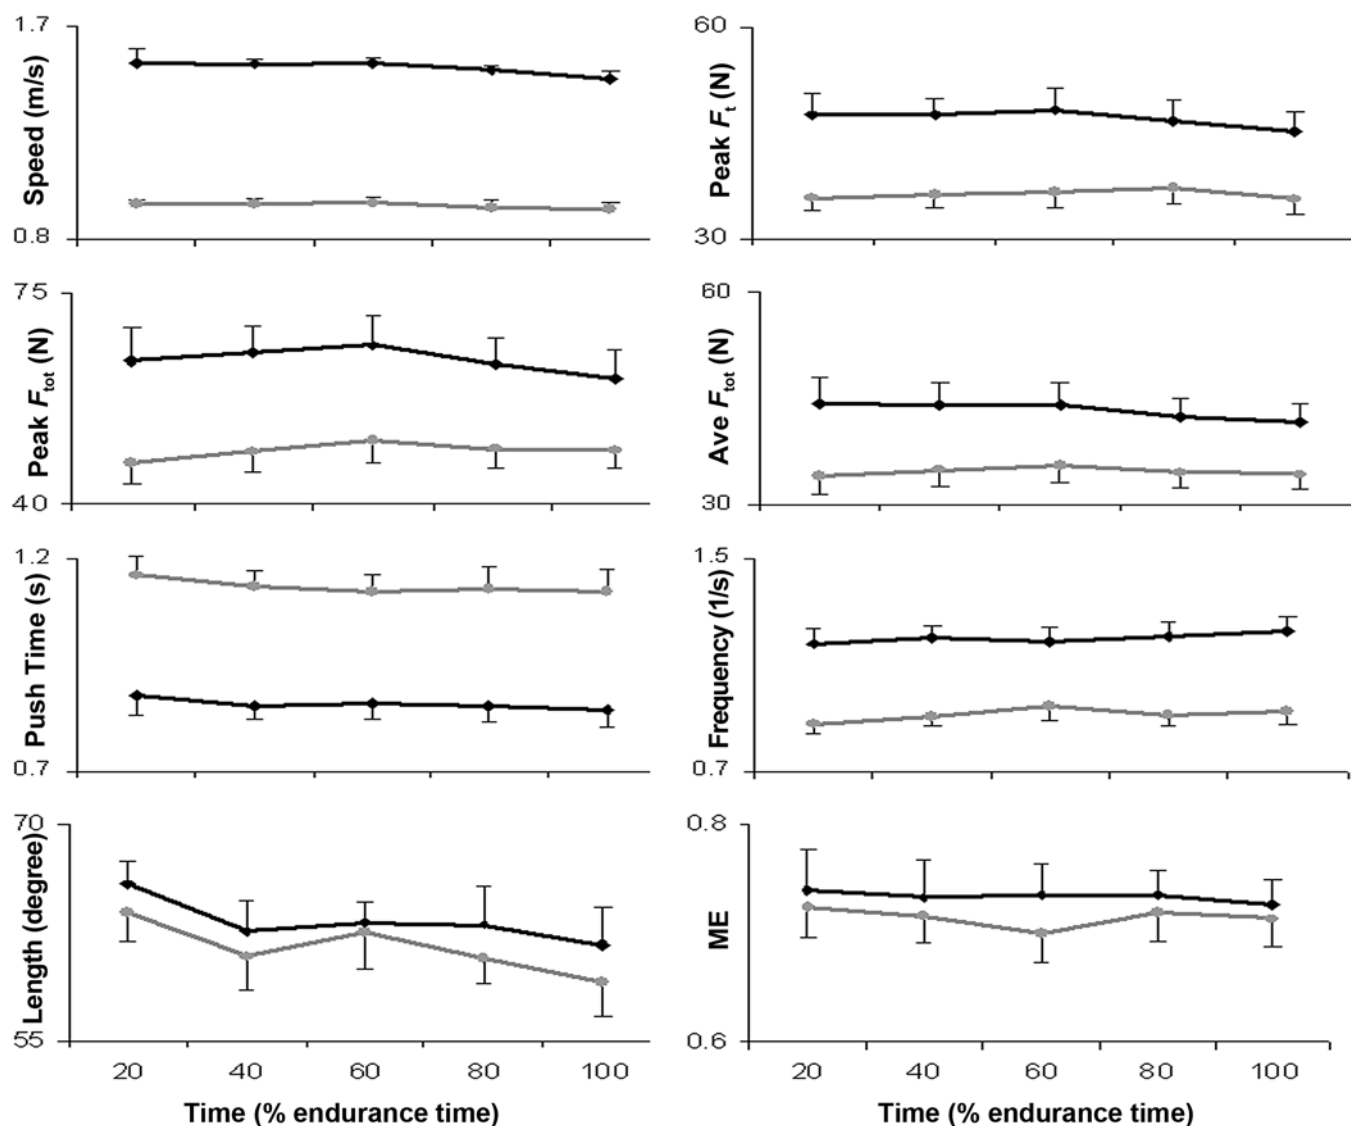 1.7
Speed (m/s)
0.8
60
Peak Ft (N)
30
75
Peak Ftot (N)
40
60
Ave Ftot (N)
30
1.2
Push Time (s)
0.7
1.5
Frequency (1/s)
0.7
70
Length (degree)
55
20 40 60 80 100
Time (% endurance time)
0.8
ME
0.6
20 40 60 80 100
Time (% endurance time)